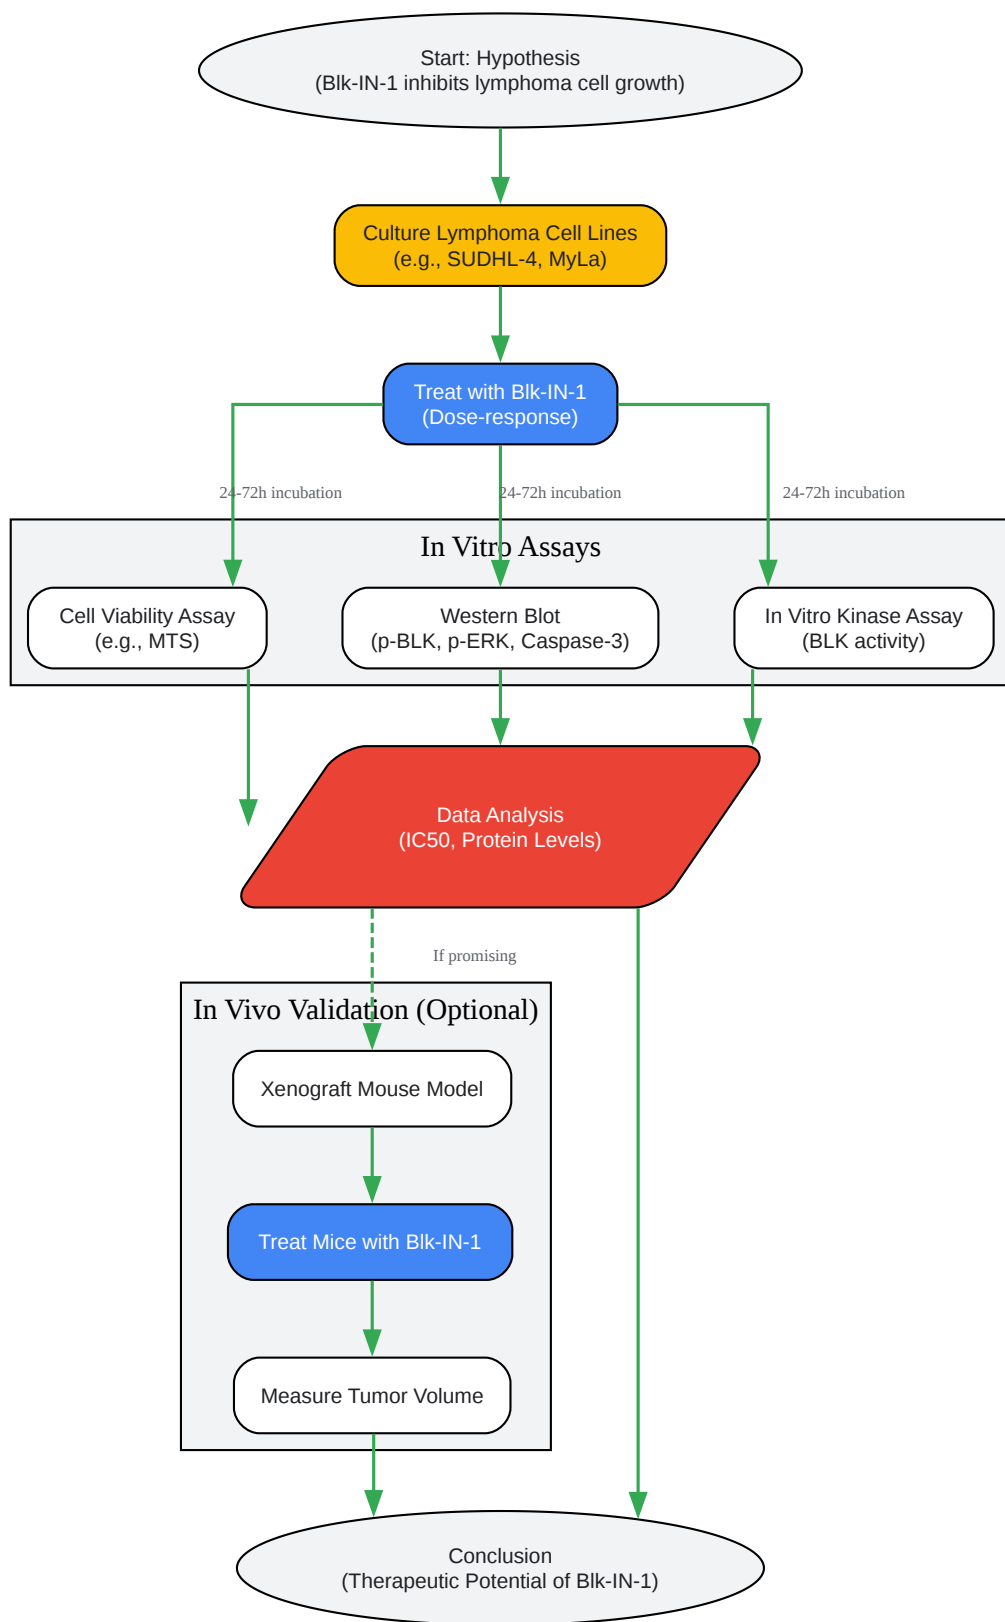 Start: Hypothesis
(Blk-IN-1 inhibits lymphoma cell growth)
Culture Lymphoma Cell Lines
(e.g., SUDHL-4, MyLa)
Treat with Blk-IN-1
(Dose-response)
24-72h incubation
24-72h incubation
24-72h incubation
In Vitro Assays
Cell Viability Assay
(e.g., MTS)
Western Blot
(p-BLK, p-ERK, Caspase-3)
In Vitro Kinase Assay
(BLK activity)
Data Analysis
(IC50, Protein Levels)
If promising
In Vivo Validation (Optional)
Xenograft Mouse Model
Treat Mice with Blk-IN-1
Measure Tumor Volume
Conclusion
(Therapeutic Potential of Blk-IN-1)